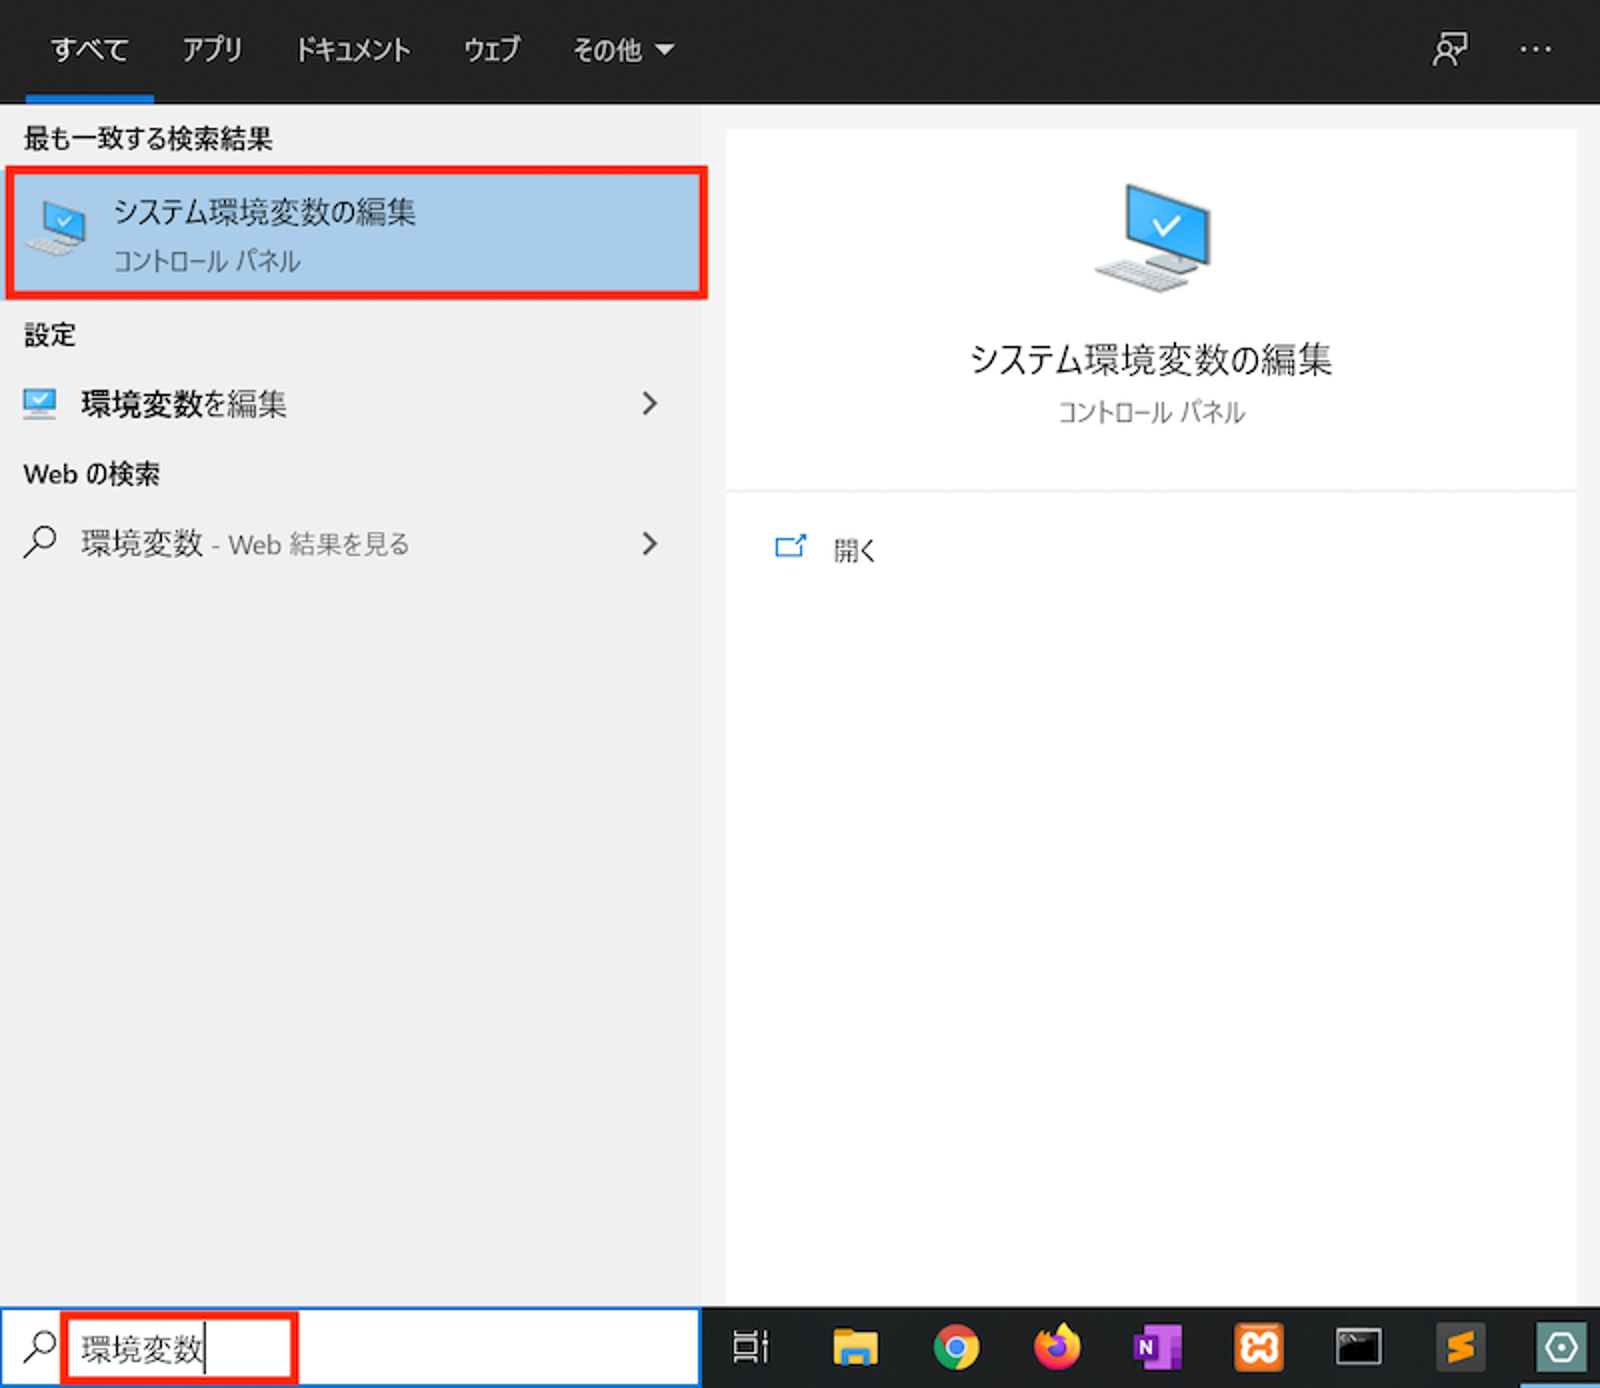 すべて アプリ ドキュメント ウェブ その他
最も一致する検索結果
システム環境変数の編集
コントロール パネル
設定
環境変数を編集
Web の検索
環境変数 - Web 結果を見る
システム環境変数の編集
コントロール パネル
開く
環境変数
N